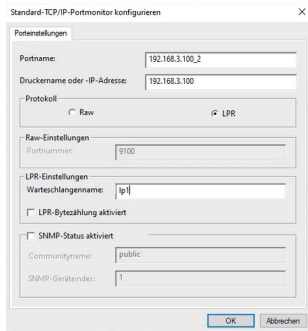 Standard-TCP/IP-Portmonitor konfigurieren
Porteinstellungen
Portname: 192.168.3.100_2
Druckername oder -IP-Adresse: 192.168.3.100
Protokoll
Raw LPR
Raw-Einstellungen
Portnummer: 9100
LPR-Einstellungen
Warteschlangenname: lp1
LPR-Bytezählung aktiviert
SNMP-Status aktiviert
Communityname: public
SNMP-Geräteindex: 1
OK Abbrechen